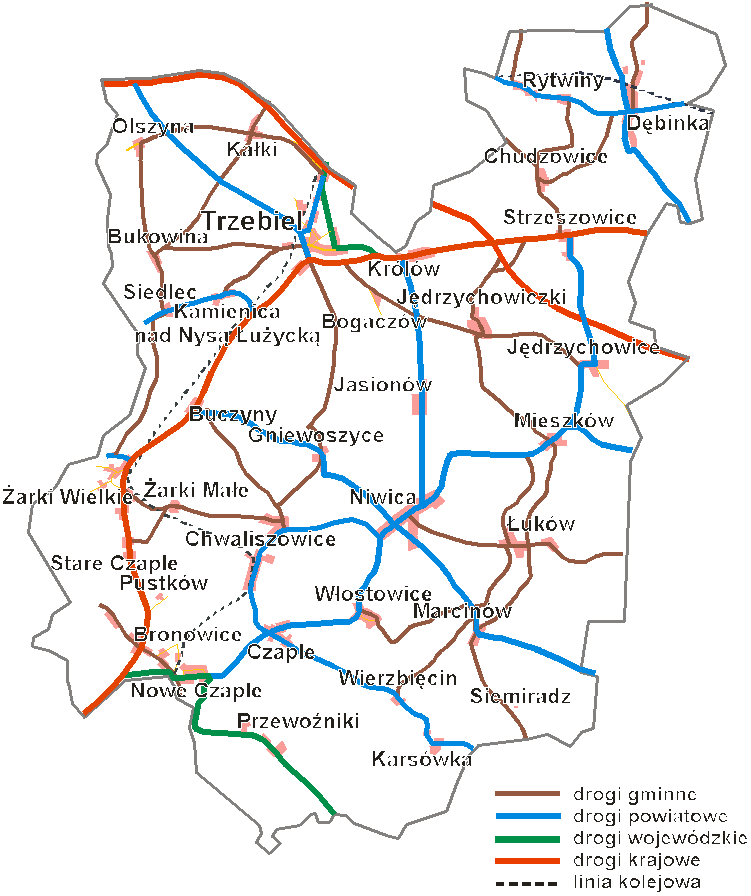 Rytwiny
Dębinka
Olszyna
Kałki
Chudzowice
Trzebiel
Strzeszowice
Bukowina
Królów
Siedlec
Jędrzychowiczki
Kamienica
nad Nysą Łużycką
Bogaczów
Jędrzychowice
Jasionów
Buczyny
Mieszków
Gniewoszyce
Żarki Wielkie
Żarki Małe
Niwica
Łuków
Chwaliszowice
Stare Czaple
Pustków
Włostowice
Marcinów
Bronowice
Czaple
Wierzbięcin
Nowe Czaple
Siemiradz
Przewoźniki
Karsówka
drogi gminne
drogi powiatowe
drogi wojewódzkie
drogi krajowe
linia kolejowa